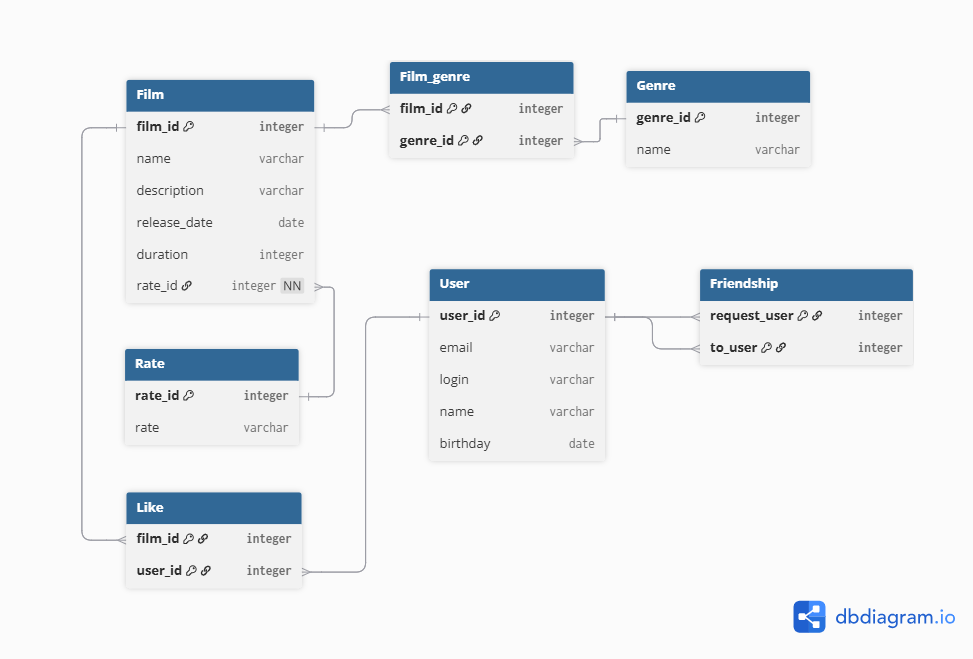 Film
film_id integer
name varchar
description varchar
release_date date
duration integer
rate_id integer NN
Film_genre
film_id integer
genre_id integer
Genre
genre_id integer
name varchar
User
user_id integer
email varchar
login varchar
name varchar
birthday date
Friendship
request_user integer
to_user integer
Rate
rate_id integer
rate varchar
Like
film_id integer
user_id integer
dbdiagram.io